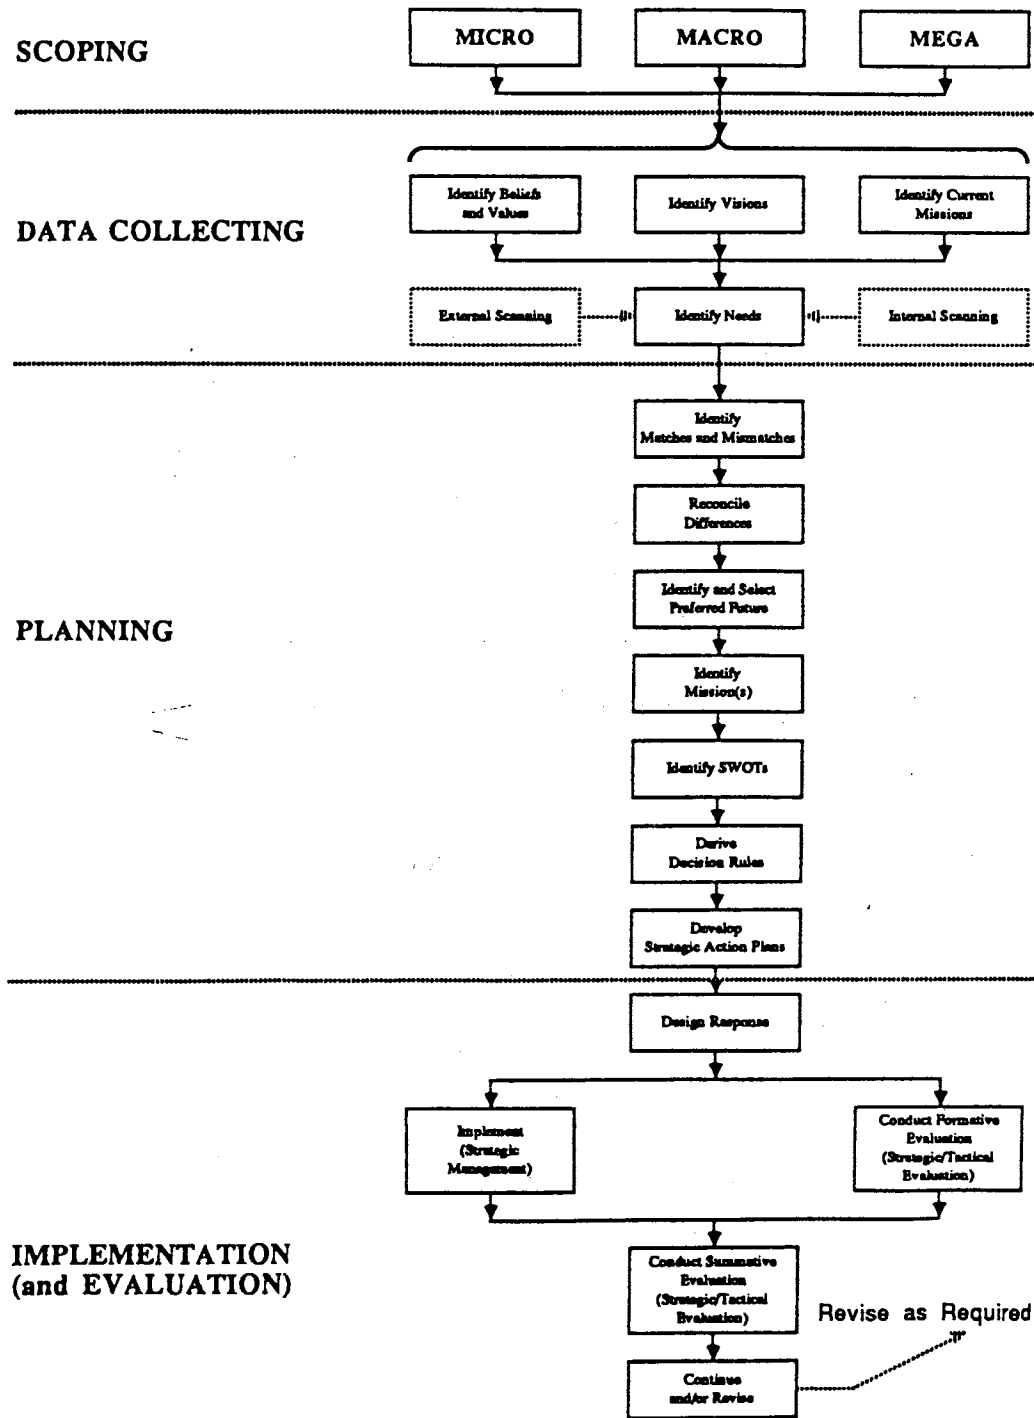 SCOPING
MICRO
MACRO
MEGA
DATA COLLECTING
Identify Beliefs
and Values
Identify Visions
Identify Current
Missions
External Scanning
Identify Needs
Internal Scanning
PLANNING
Identify
Matches and Mismatches
Reconcile
Differences
Identify and Select
Preferred Future
Identify
Mission(s)
Identify SWOTs
Derive
Decision Rules
Develop
Strategic Action Plans
IMPLEMENTATION
(and EVALUATION)
Design Response
Implement
(Strategic
Management)
Conduct Formative
Evaluation
(Strategic/Tactical
Evaluation)
Conduct Summative
Evaluation
(Strategic/Tactical
Evaluation)
Revise as Required
Continue
and/or Revise